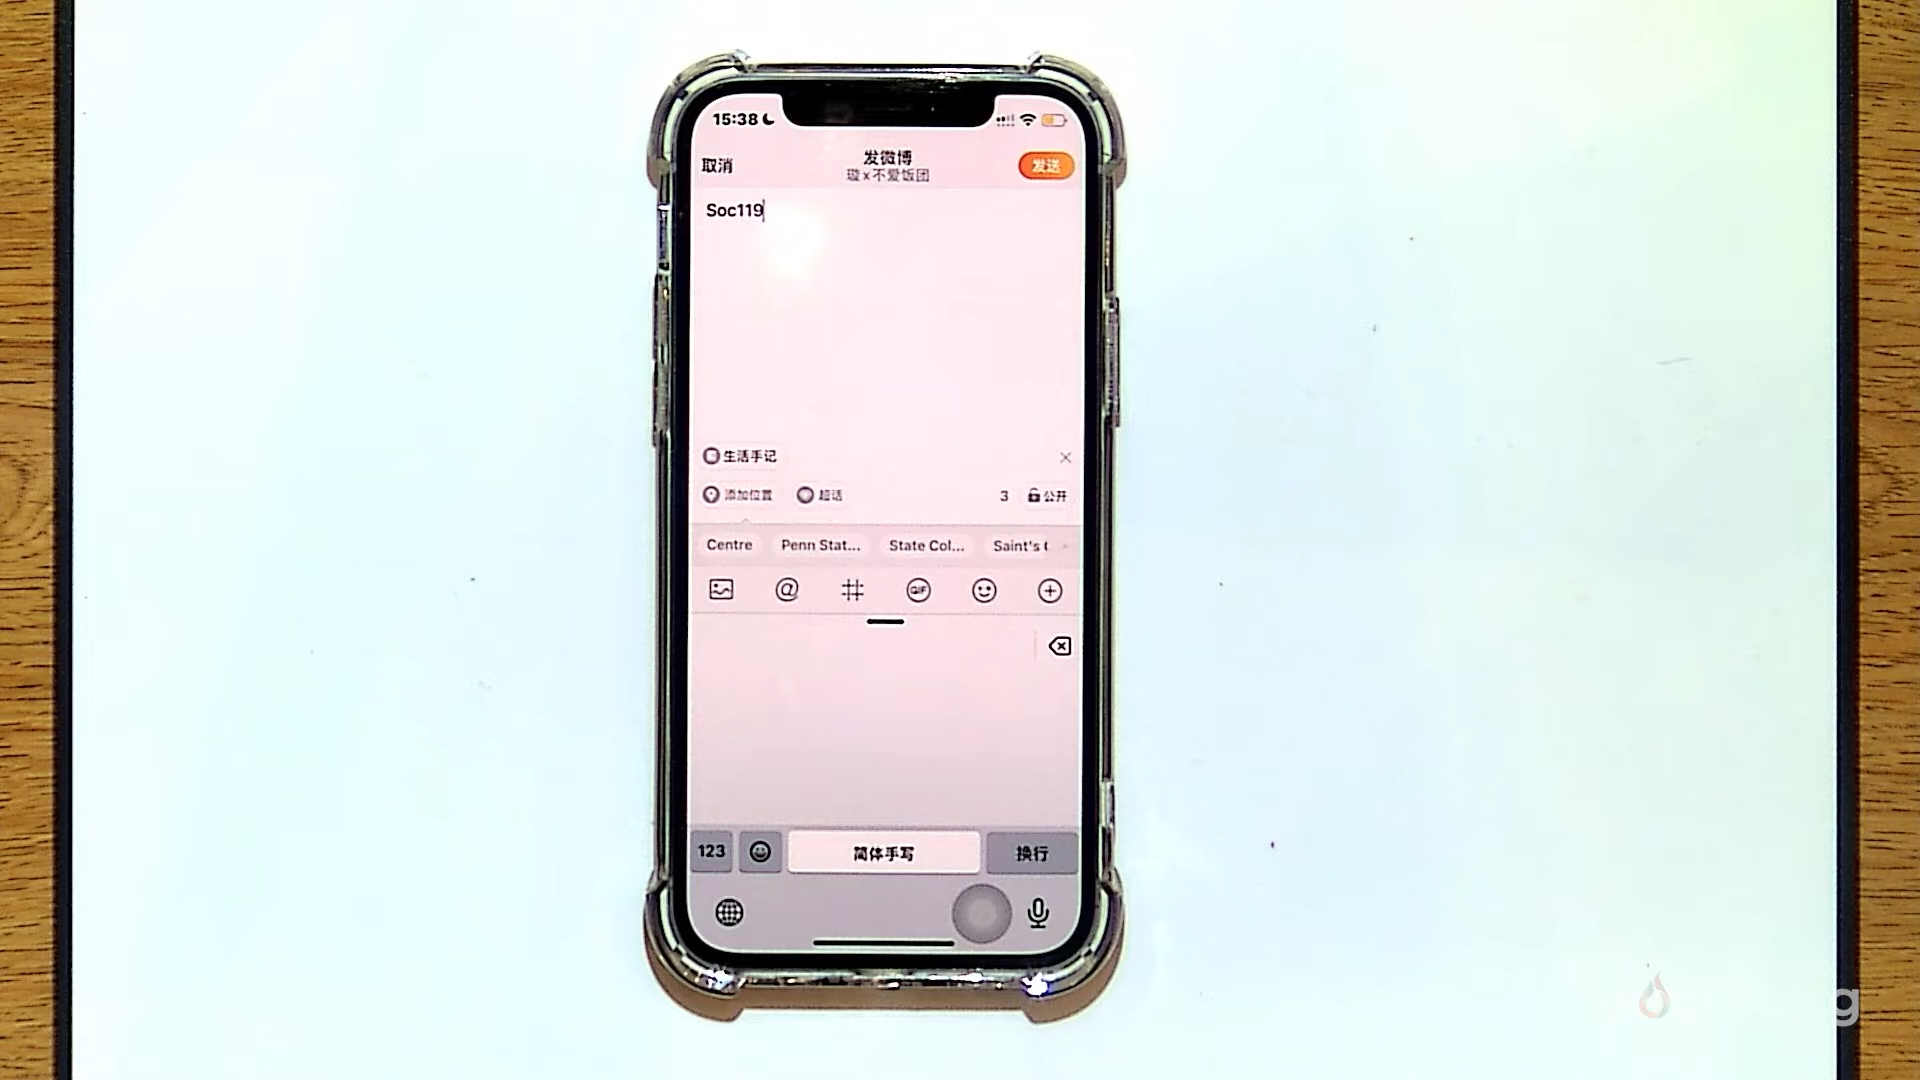 15:38
取消
发微博
璇x不爱饭团
发送
Soc119
生活手记
添加位置 超话 3 公开
Centre Penn Stat... State Col... Saint's
GIF
123 简体手写 换行
g